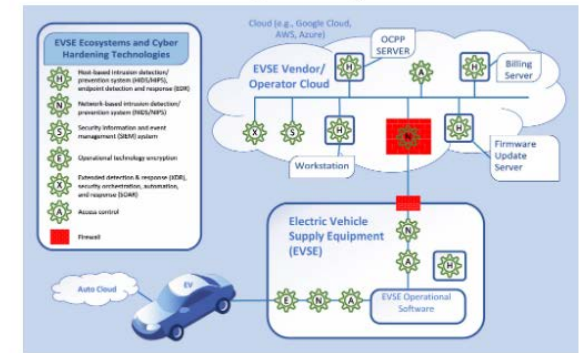 EVSE Ecosystems and Cyber
Hardening Technologies
H
Host-based intrusion detection/
prevention system (HIDS/HIPS),
endpoint detection and response (EDR)
N
Network-based intrusion detection/
prevention system (NIDS/NIPS)
S
Security information and event
management (SIEM) system
E
Operational technology encryption
X
Extended detection & response (XDR),
security orchestration, automation,
and response (SOAR)
A
Access control
Firewall
Cloud (e.g., Google Cloud,
AWS, Azure)
OCPP
SERVER
EVSE Vendor/
Operator Cloud
H
A
H
Billing
Server
X
S
H
N
H
Workstation
Firmware
Update
Server
Electric Vehicle
Supply Equipment
(EVSE)
N
A
H
Auto Cloud
EV
E
N
A
EVSE Operational
Software